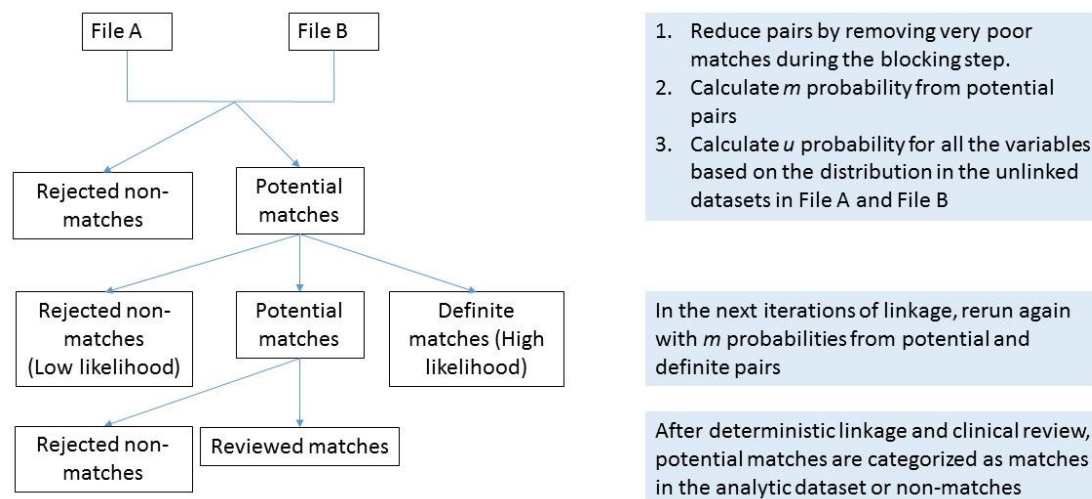 File A
File B
Rejected non-
matches
Potential
matches
Rejected non-
matches
(Low likelihood)
Potential
matches
Definite
matches (High
likelihood)
Rejected non-
matches
Reviewed matches
1. Reduce pairs by removing very poor
matches during the blocking step.
2. Calculate m probability from potential
pairs
3. Calculate u probability for all the variables
based on the distribution in the unlinked
datasets in File A and File B
In the next iterations of linkage, rerun again
with m probabilities from potential and
definite pairs
After deterministic linkage and clinical review,
potential matches are categorized as matches
in the analytic dataset or non-matches